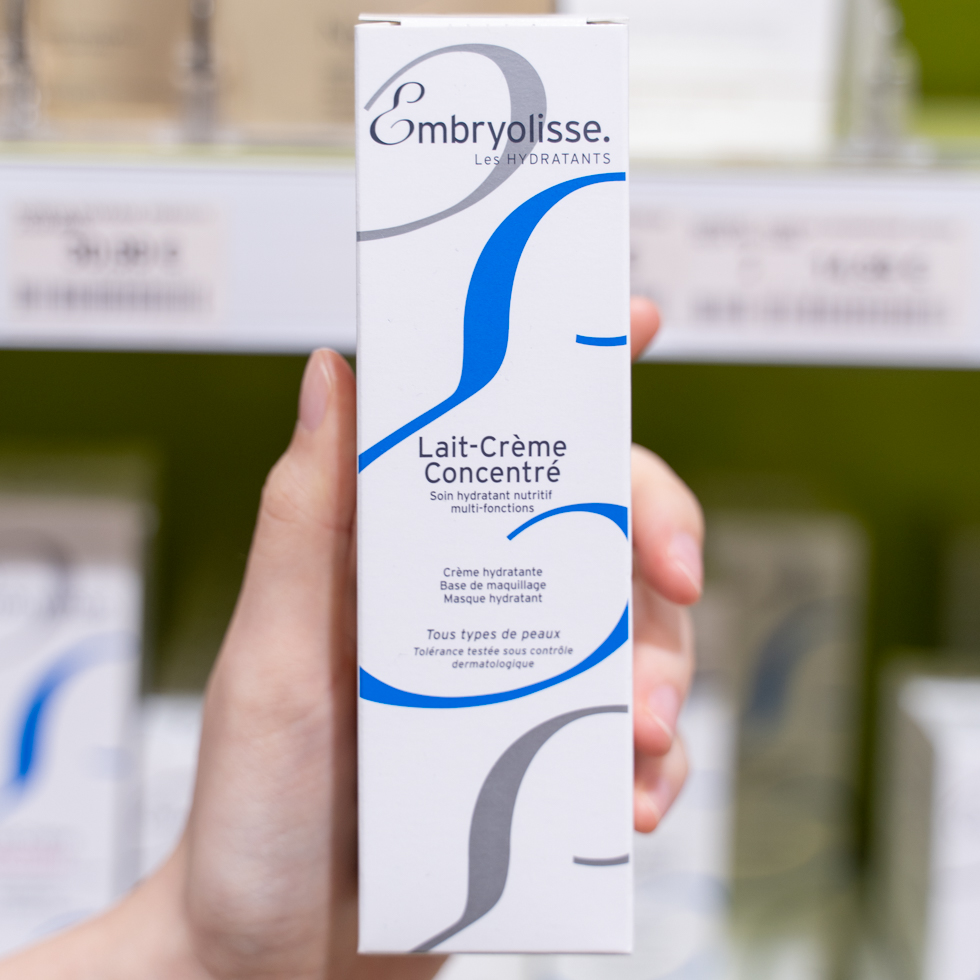 Embryolisse.
Les HYDRATANTS
Lait-Crème
Concentré
Soin hydratant nutritif
multi-fonctions
Crème hydratante
Base de maquillage
Masque hydratant
Tous types de peaux
Tolérance testée sous contrôle
dermatologique